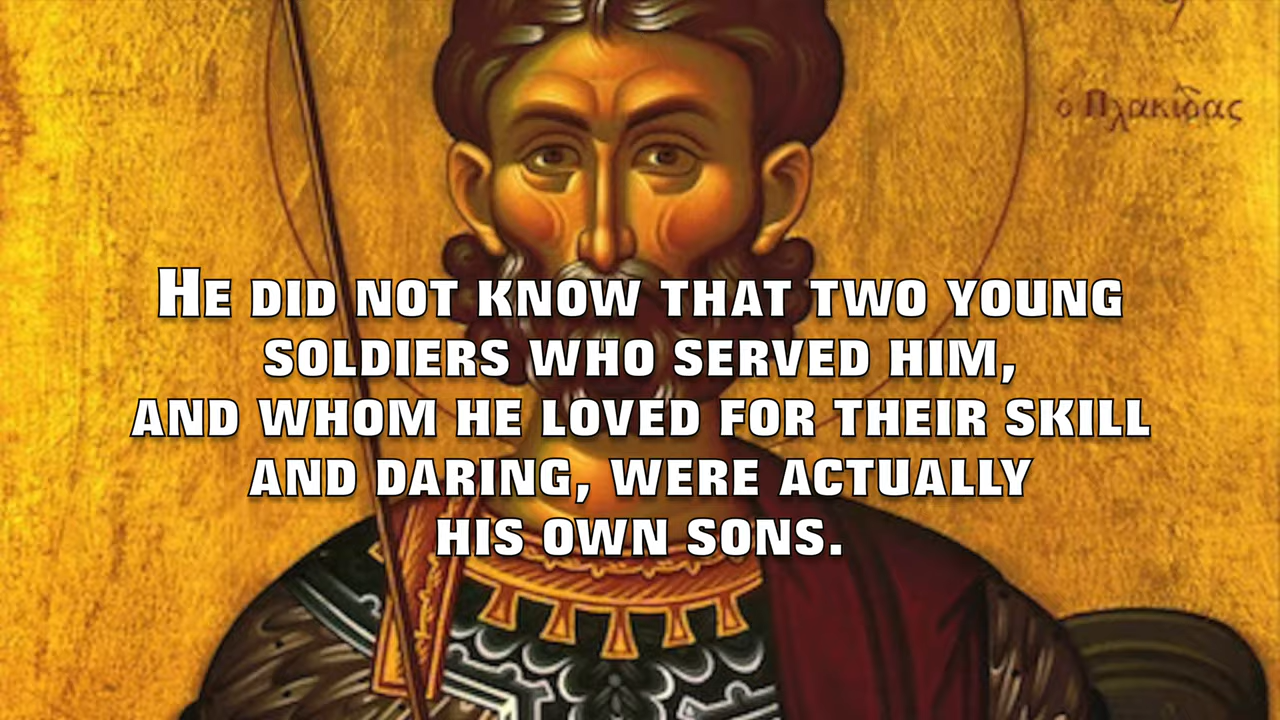 ὁ Πλακίδας
HE DID NOT KNOW THAT TWO YOUNG
SOLDIERS WHO SERVED HIM,
AND WHOM HE LOVED FOR THEIR SKILL
AND DARING, WERE ACTUALLY
HIS OWN SONS.